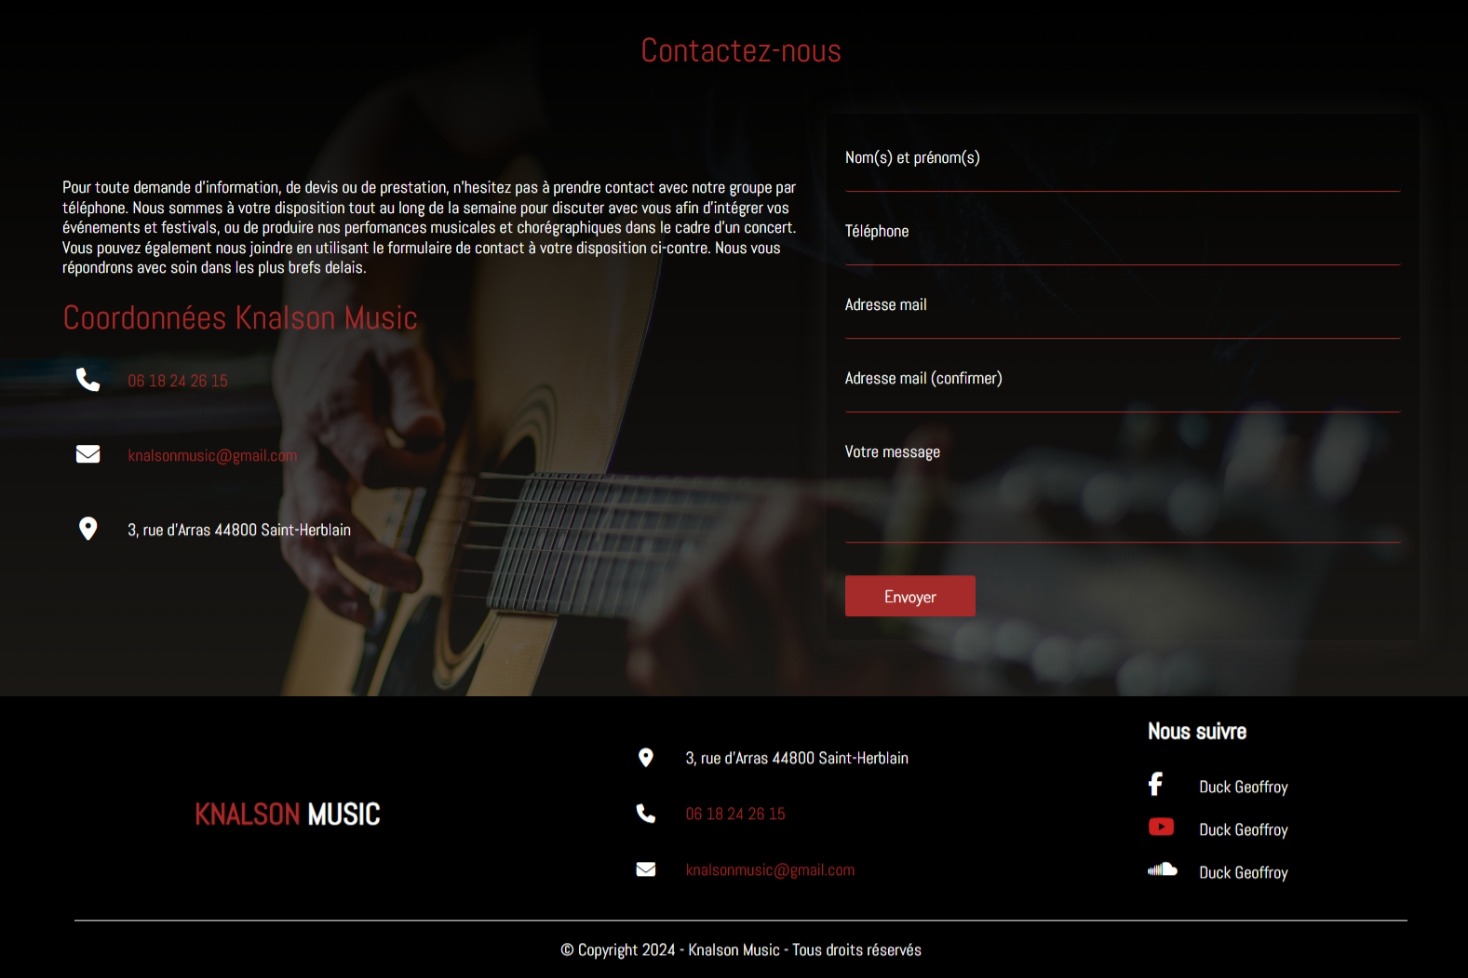 Contactez-nous
Pour toute demande d'information, de devis ou de prestation, n'hesitez pas à prendre contact avec notre groupe par
téléphone. Nous sommes à votre disposition tout au long de la semaine pour discuter avec vous afin d'intégrer vos
événements et festivals, ou de produire nos perfomances musicales et chorégraphiques dans le cadre d'un concert.
Vous pouvez également nous joindre en utilisant le formulaire de contact à votre disposition ci-contre. Nous vous
répondrons avec soin dans les plus brefs delais.
Coordonnées Knalson Music
06 18 24 26 15
knalsonmusic@gmail.com
3, rue d'Arras 44800 Saint-Herblain
Nom(s) et prénom(s)
Téléphone
Adresse mail
Adresse mail (confirmer)
Votre message
Envoyer
KNALSON MUSIC
3, rue d'Arras 44800 Saint-Herblain
06 18 24 26 15
knalsonmusic@gmail.com
Nous suivre
Duck Geoffroy
Duck Geoffroy
Duck Geoffroy
© Copyright 2024 - Knalson Music - Tous droits réservés